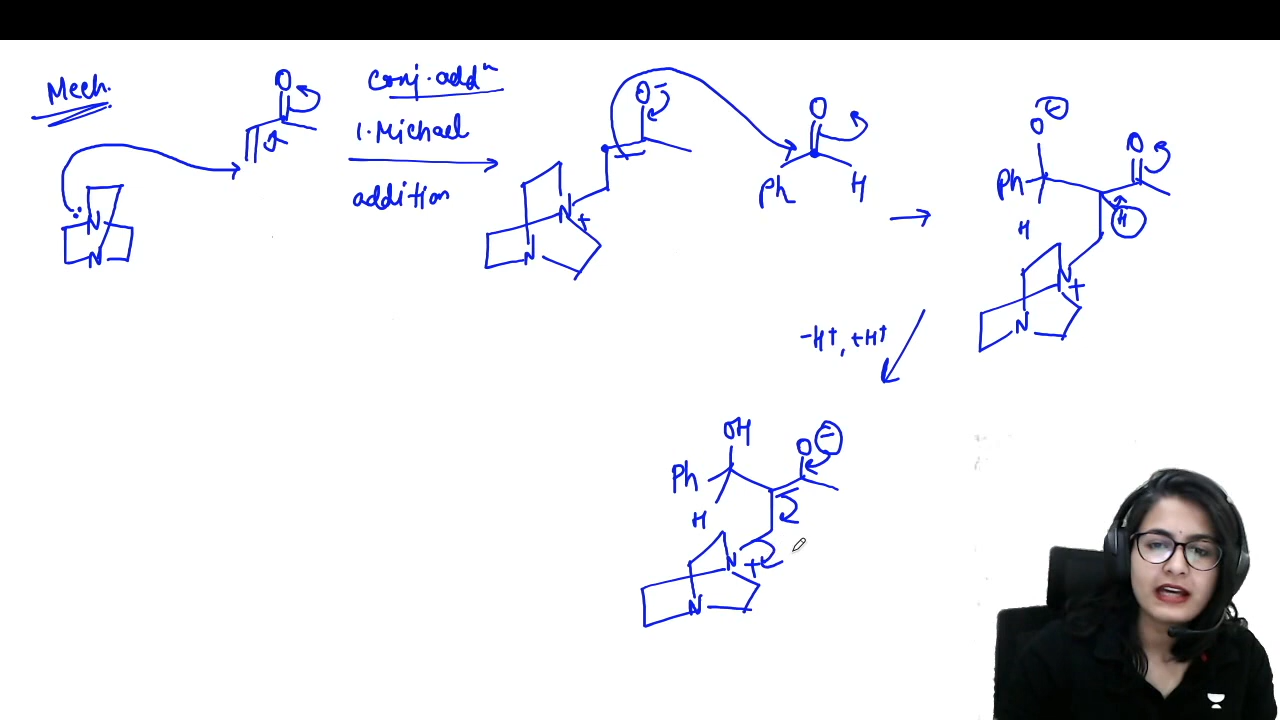 Mech.
O
N
N
Conj. addⁿ
1. Michael
addition
O-
N
+
N
O
Ph
H
O ⊖
O
Ph
H
H
N
+
N
-H+, +H+
OH
O ⊖
Ph
H
N
+
N